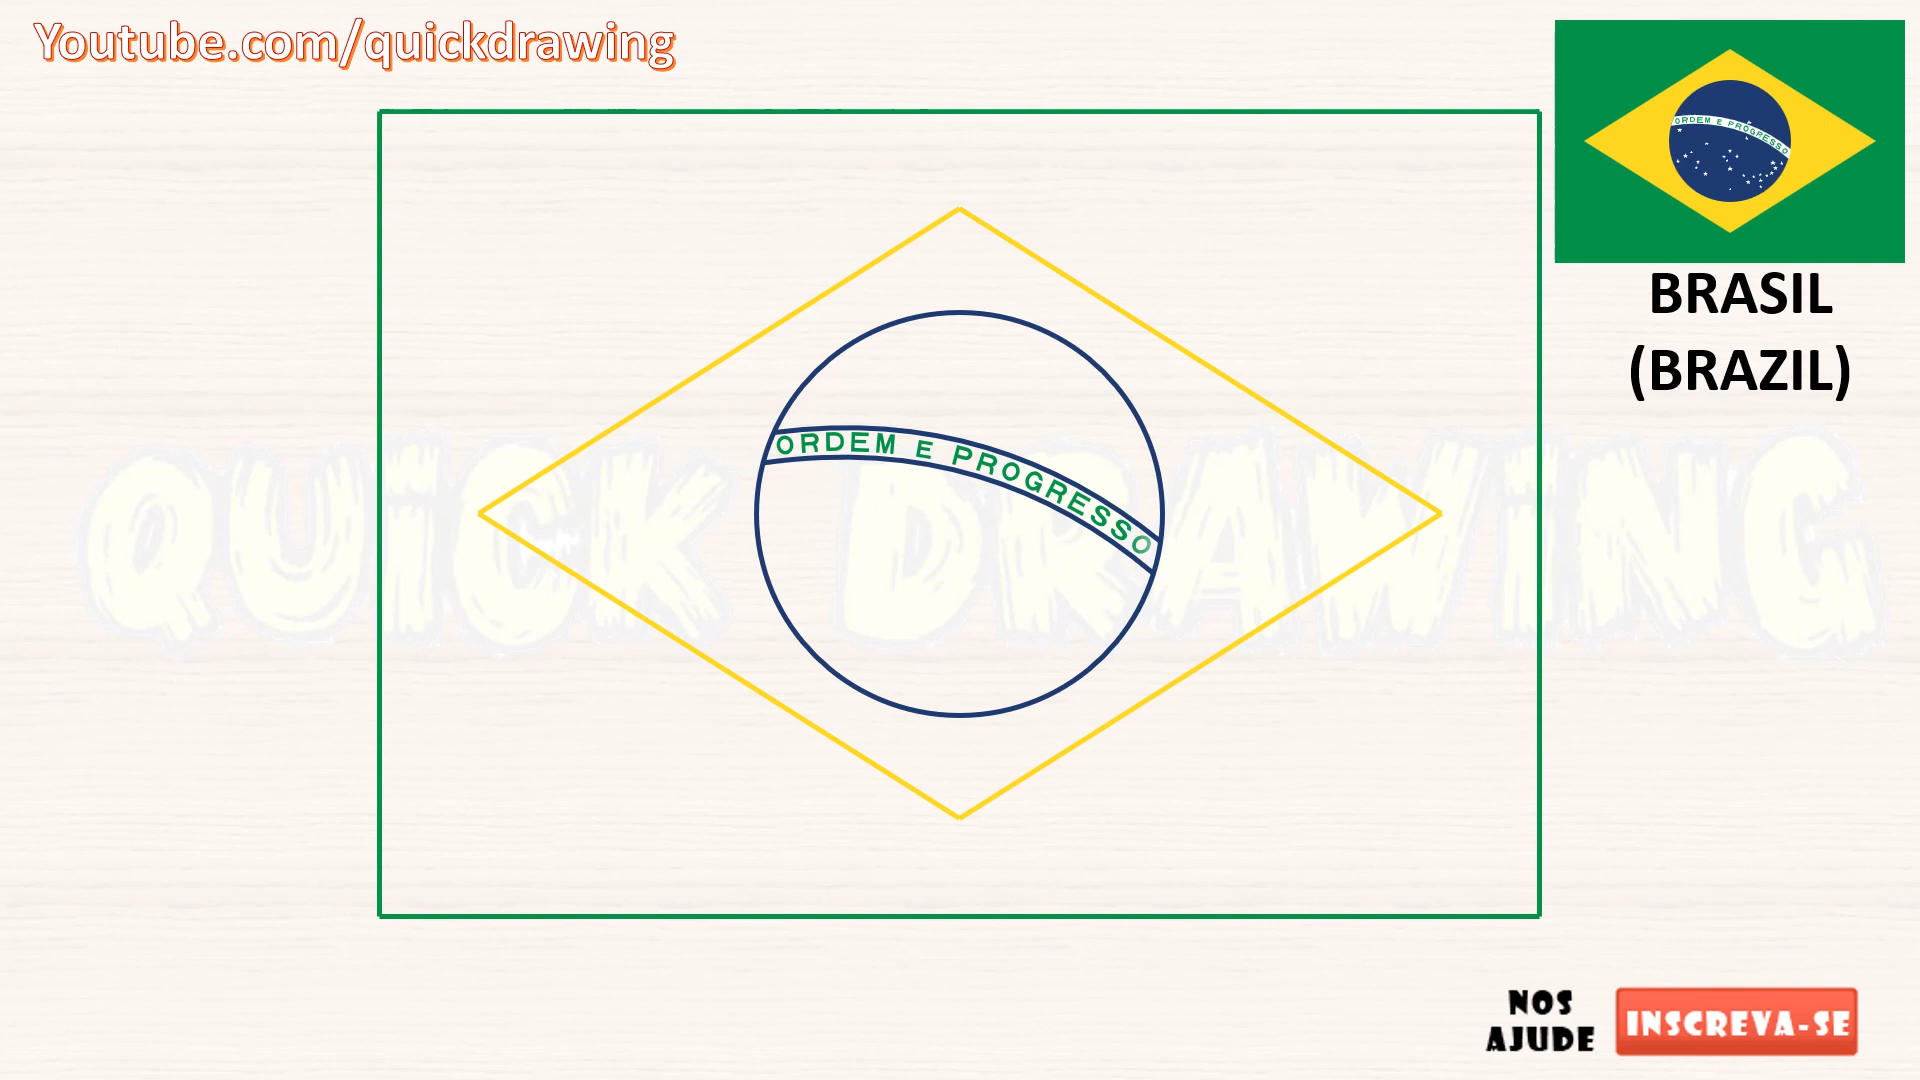 Youtube.com/quickdrawing
ORDEM E PROGRESSO
BRASIL
(BRAZIL)
ORDEM E PROGRESSO
QUiCK DRAWiNG
NOS
AJUDE
INSCREVA-SE